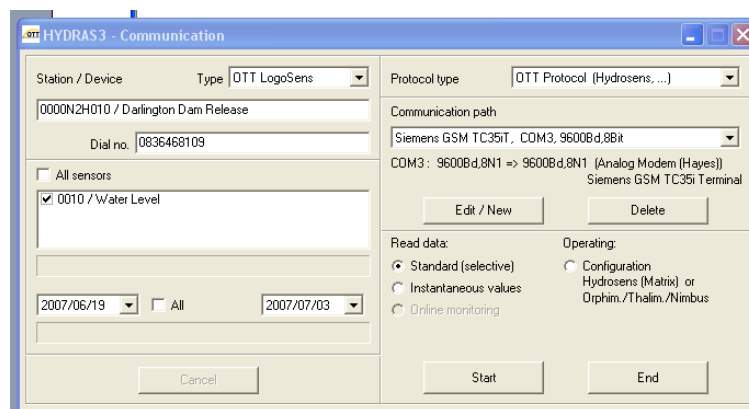 OTT HYDRAS3 - Communication
Station / Device Type OTT LogoSens
0000N2H010 / Darlington Dam Release
Dial no. 0836468109
All sensors
0010 / Water Level
2007/06/19 All 2007/07/03
Cancel
Protocol type OTT Protocol (Hydrosens, ...)
Communication path
Siemens GSM TC35iT, COM3, 9600Bd,8Bit
COM3 : 9600Bd,8N1 => 9600Bd,8N1 (Analog Modem (Hayes))
Siemens GSM TC35i Terminal
Edit / New Delete
Read data: Operating:
Standard (selective) Configuration
Hydrosens (Matrix) or
Instantaneous values
Orphim./Thalim./Nimbus
Online monitoring
Start End